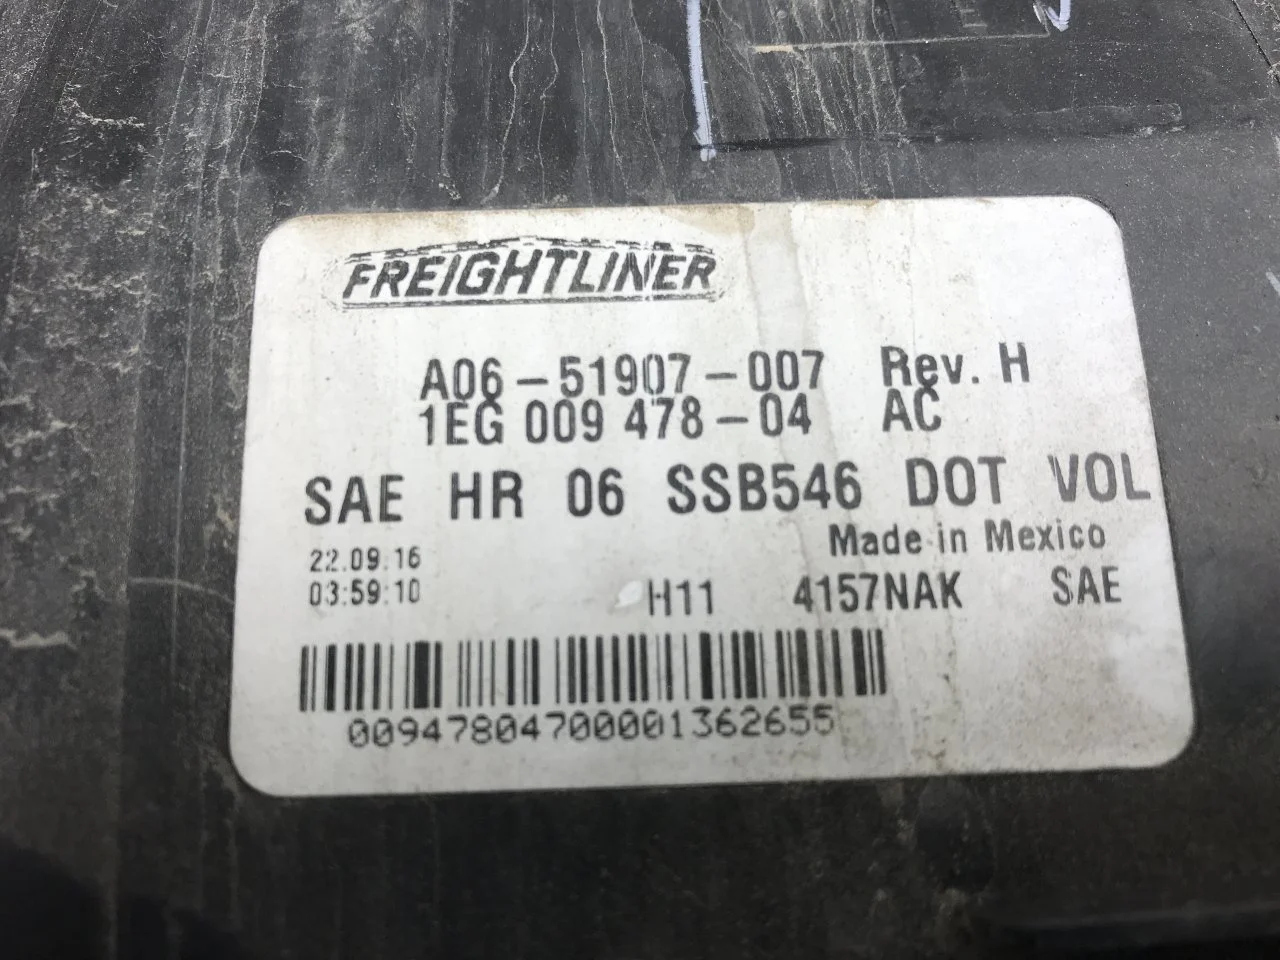 FREIGHTLINER
A06-51907-007 Rev. H
1EG 009 478-04 AC
SAE HR 06 SSB546 DOT VOL
Made in Mexico
22.09.16
03:59:10 H11 4157NAK SAE
00947804700001362655